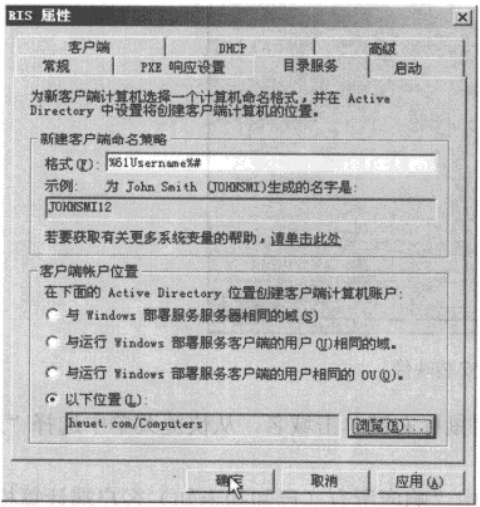 RIS 属性
客户端 DHCP 高级
常规 PXE 响应设置 目录服务 启动
为新客户端计算机选择一个计算机命名格式，并在 Active
Directory 中设置将创建客户端计算机的位置。
新建客户端命名策略
格式(F): %61Username%#
示例: 为 John Smith (JOHNSMI)生成的名字是:
JOHNSMI12
若要获取有关更多系统变量的帮助，请单击此处
客户端帐户位置
在下面的 Active Directory 位置创建客户端计算机账户:
与 Windows 部署服务服务器相同的域(S)
与运行 Windows 部署服务客户端的用户(U)相同的域。
与运行 Windows 部署服务客户端的用户相同的 OU(O)。
以下位置(L):
heuet.com/Computers 浏览(R)...
确定 取消 应用(A)